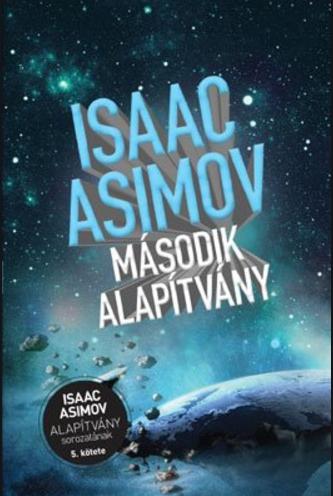 ISAAC
ASIMOV
MÁSODIK
ALAPÍTVÁNY
ISAAC
ASIMOV
ALAPÍTVÁNY
sorozatának
5. kötete